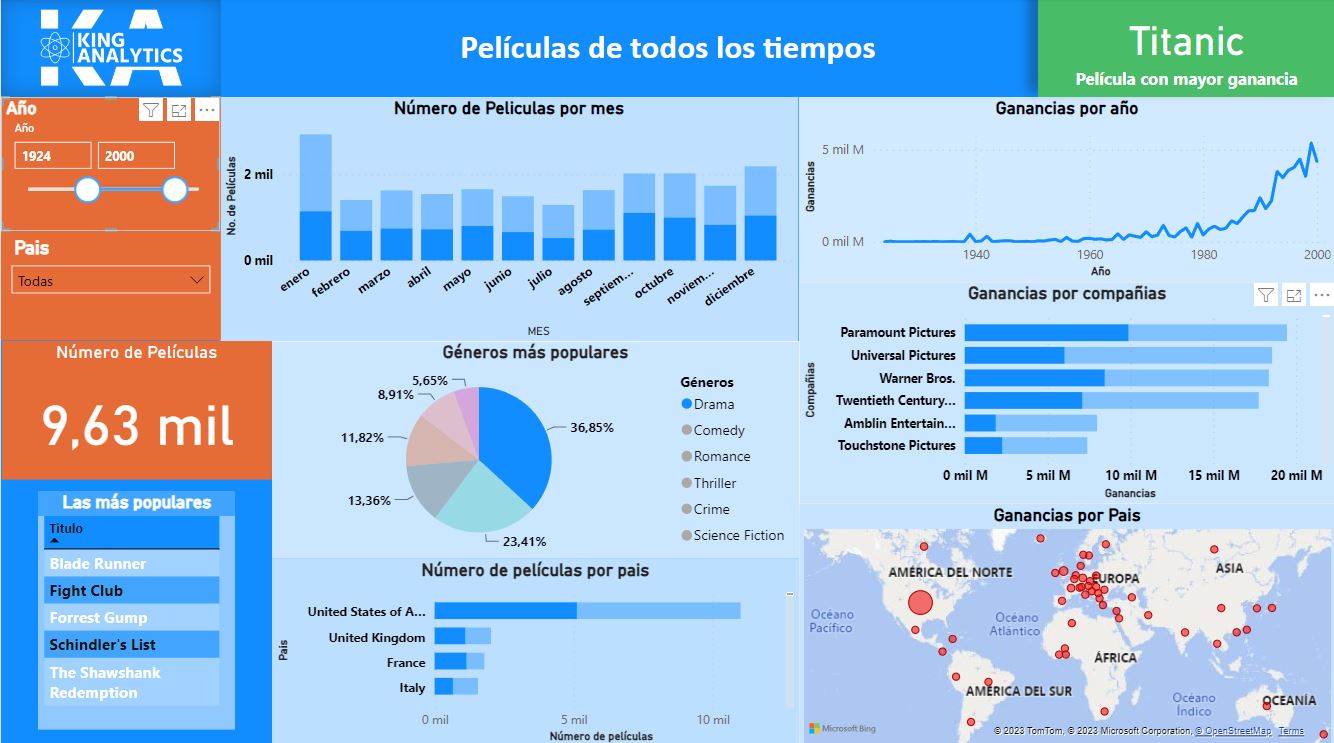 KING
ANALYTICS
Películas de todos los tiempos
Titanic
Película con mayor ganancia
Año
Año
1924
2000
Pais
Todas
Número de Peliculas por mes
No. de Películas
2 mil
0 mil
enero
febrero
marzo
abril
mayo
junio
julio
agosto
septiem...
octubre
noviem...
diciembre
MES
Ganancias por año
Ganancias
5 mil M
0 mil M
1940
1960
1980
2000
Año
Ganancias por compañias
Compañias
Paramount Pictures
Universal Pictures
Warner Bros.
Twentieth Century...
Amblin Entertain...
Touchstone Pictures
0 mil M
5 mil M
10 mil M
15 mil M
20 mil M
Ganancias
Número de Películas
9,63 mil
Las más populares
Titulo
Blade Runner
Fight Club
Forrest Gump
Schindler's List
The Shawshank
Redemption
Géneros más populares
5,65%
8,91%
11,82%
13,36%
23,41%
36,85%
Géneros
Drama
Comedy
Romance
Thriller
Crime
Science Fiction
Número de películas por pais
Pais
United States of A...
United Kingdom
France
Italy
0 mil
5 mil
10 mil
Número de películas
Ganancias por Pais
AMÉRICA DEL NORTE
EUROPA
ASIA
Océano
Pacífico
Océano
Atlántico
ÁFRICA
AMÉRICA DEL SUR
Océano
Índico
OCEANÍA
Microsoft Bing
© 2023 TomTom, © 2023 Microsoft Corporation, © OpenStreetMap Terms